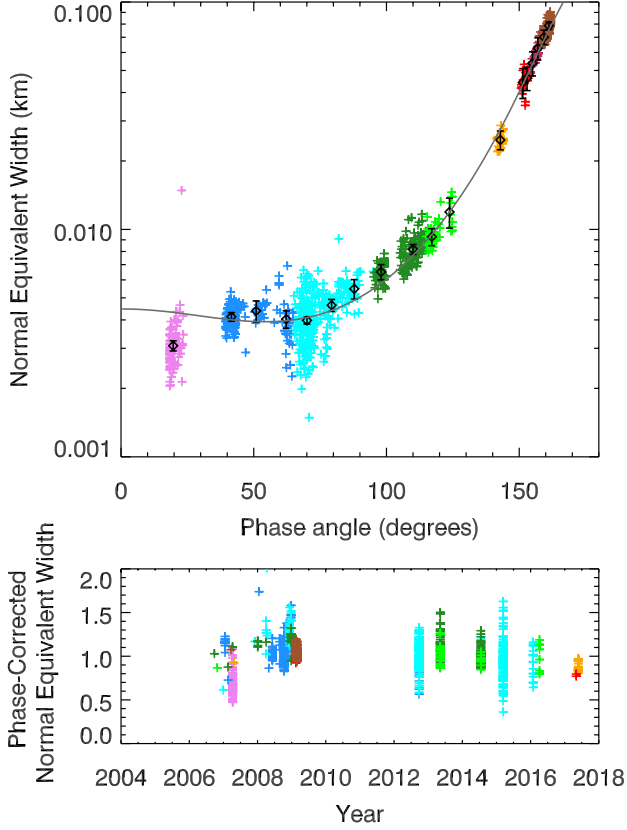 0.100
0.010
0.001
Normal Equivalent Width (km)
0 50 100 150
Phase angle (degrees)
2.0
1.5
1.0
0.5
0.0
Phase-Corrected
Normal Equivalent Width
2004 2006 2008 2010 2012 2014 2016 2018
Year